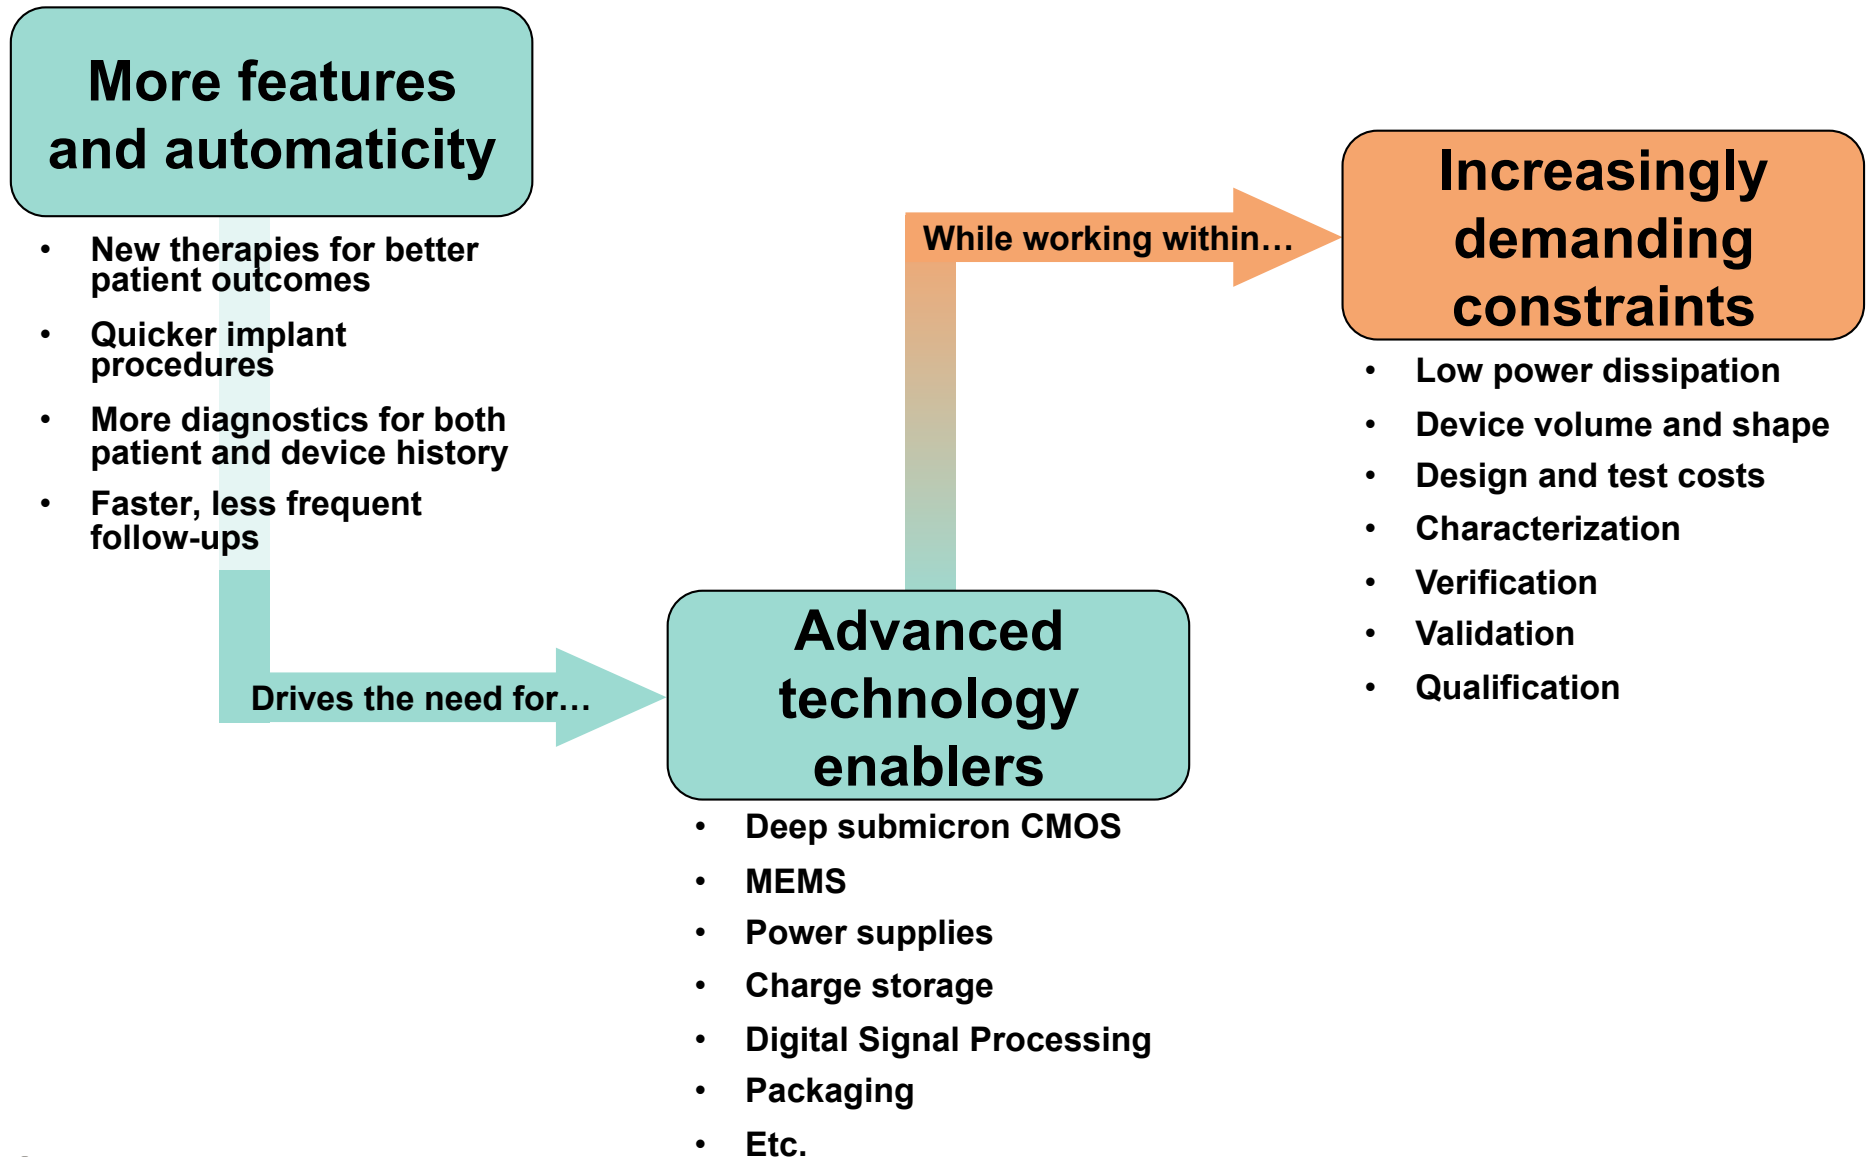 More features
and automaticity
• New therapies for better
patient outcomes
• Quicker implant
procedures
• More diagnostics for both
patient and device history
• Faster, less frequent
follow-ups
Drives the need for…
Advanced
technology
enablers
• Deep submicron CMOS
• MEMS
• Power supplies
• Charge storage
• Digital Signal Processing
• Packaging
• Etc.
While working within…
Increasingly
demanding
constraints
• Low power dissipation
• Device volume and shape
• Design and test costs
• Characterization
• Verification
• Validation
• Qualification